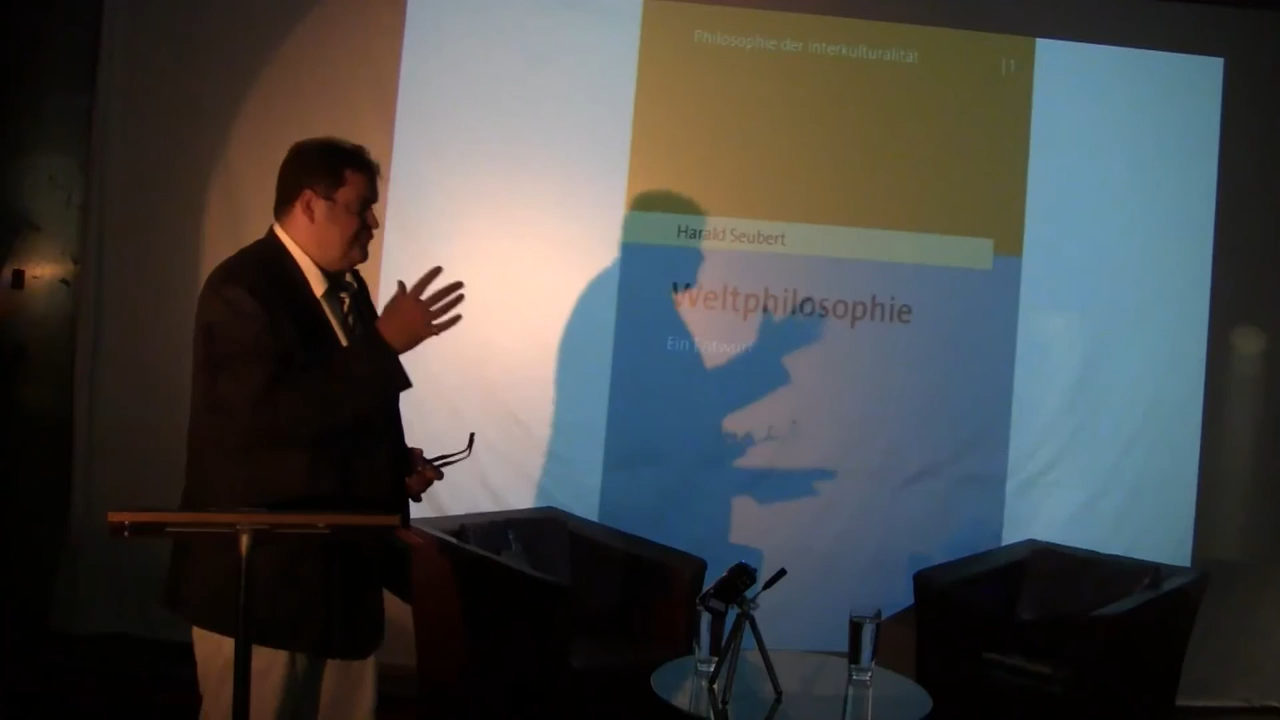 Philosophie der Interkulturalität
| 1
Harald Seubert
Weltphilosophie
Ein Entwurf